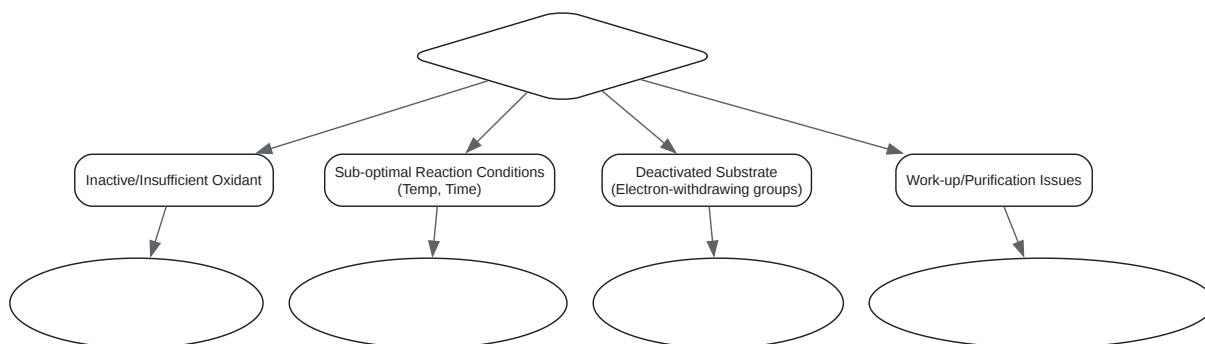 Inactive/Insufficient Oxidant
Sub-optimal Reaction Conditions
(Temp, Time)
Deactivated Substrate
(Electron-withdrawing groups)
Work-up/Purification Issues